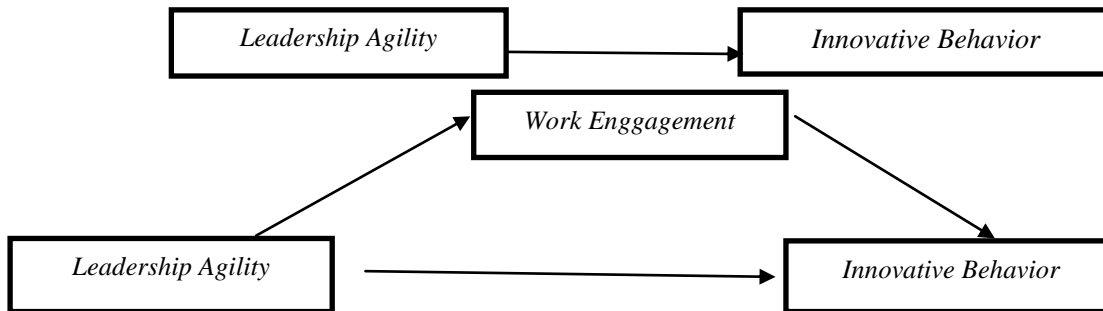 Leadership Agility
Innovative Behavior
Work Enggagement
Leadership Agility
Innovative Behavior